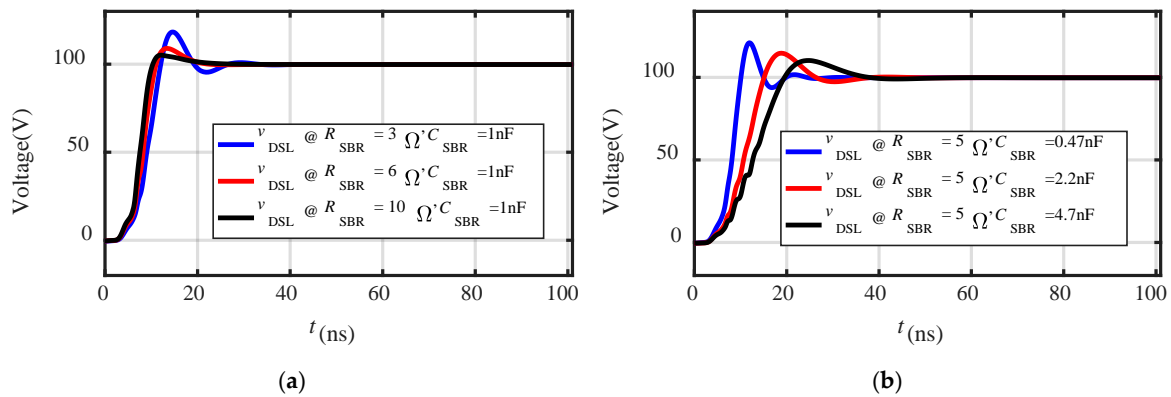 100
50
0
Voltage(V)
v DSL @ R SBR = 3 Ω,C SBR =1nF
v DSL @ R SBR = 6 Ω,C SBR =1nF
v DSL @ R SBR = 10 Ω,C SBR =1nF
0 20 40 60 80 100
t (ns)
(a)
100
50
0
Voltage(V)
v DSL @ R SBR = 5 Ω,C SBR =0.47nF
v DSL @ R SBR = 5 Ω,C SBR =2.2nF
v DSL @ R SBR = 5 Ω,C SBR =4.7nF
0 20 40 60 80 100
t (ns)
(b)